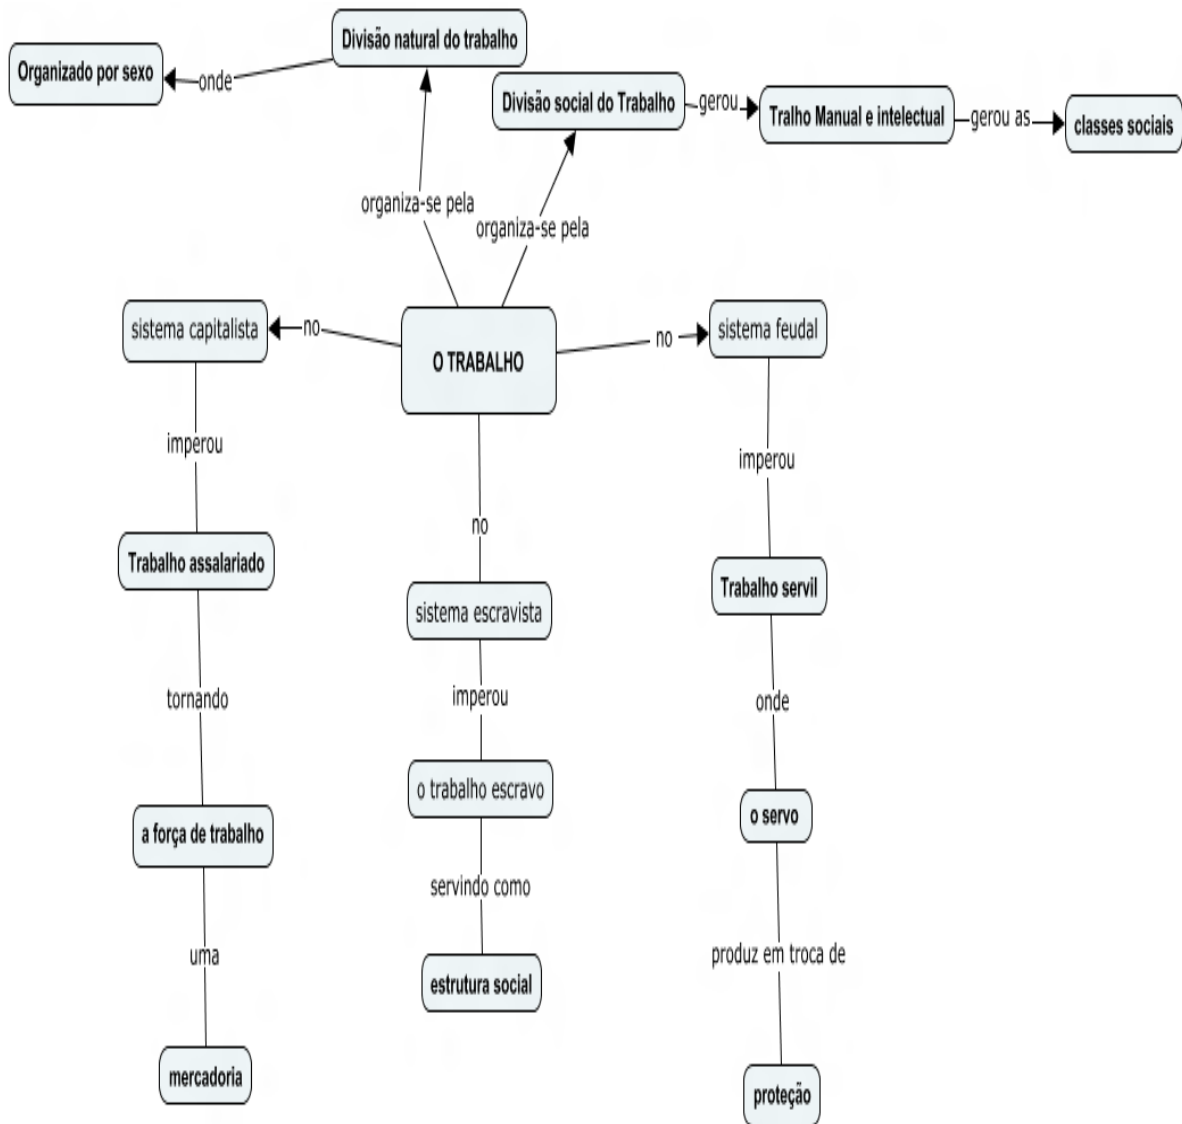 Divisão natural do trabalho
Organizado por sexo
onde
Divisão social do Trabalho
gerou
Tralho Manual e intelectual
gerou as
classes sociais
organiza-se pela
organiza-se pela
sistema capitalista
no
O TRABALHO
no
sistema feudal
imperou
imperou
no
Trabalho assalariado
Trabalho servil
sistema escravista
tornando
imperou
onde
o trabalho escravo
a força de trabalho
o servo
servindo como
uma
produz em troca de
estrutura social
mercadoria
proteção